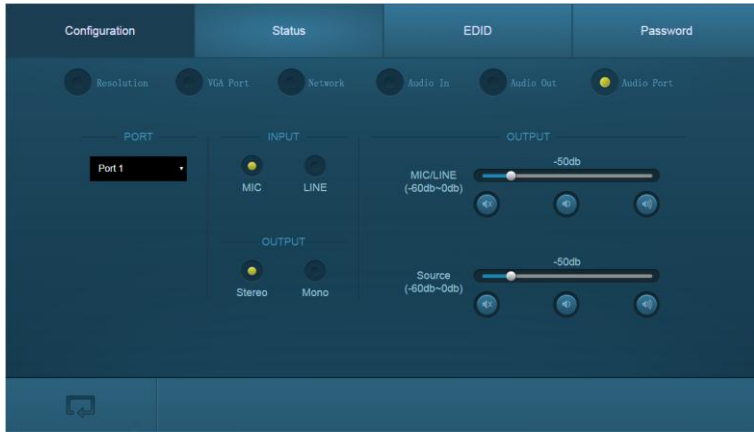 Configuration Status EDID Password
Resolution VGA Port Network Audio In Audio Out Audio Port
PORT INPUT OUTPUT
Port 1
MIC LINE
MIC/LINE
(-60db~0db)
-50db
OUTPUT
Stereo Mono
Source
(-60db~0db)
-50db